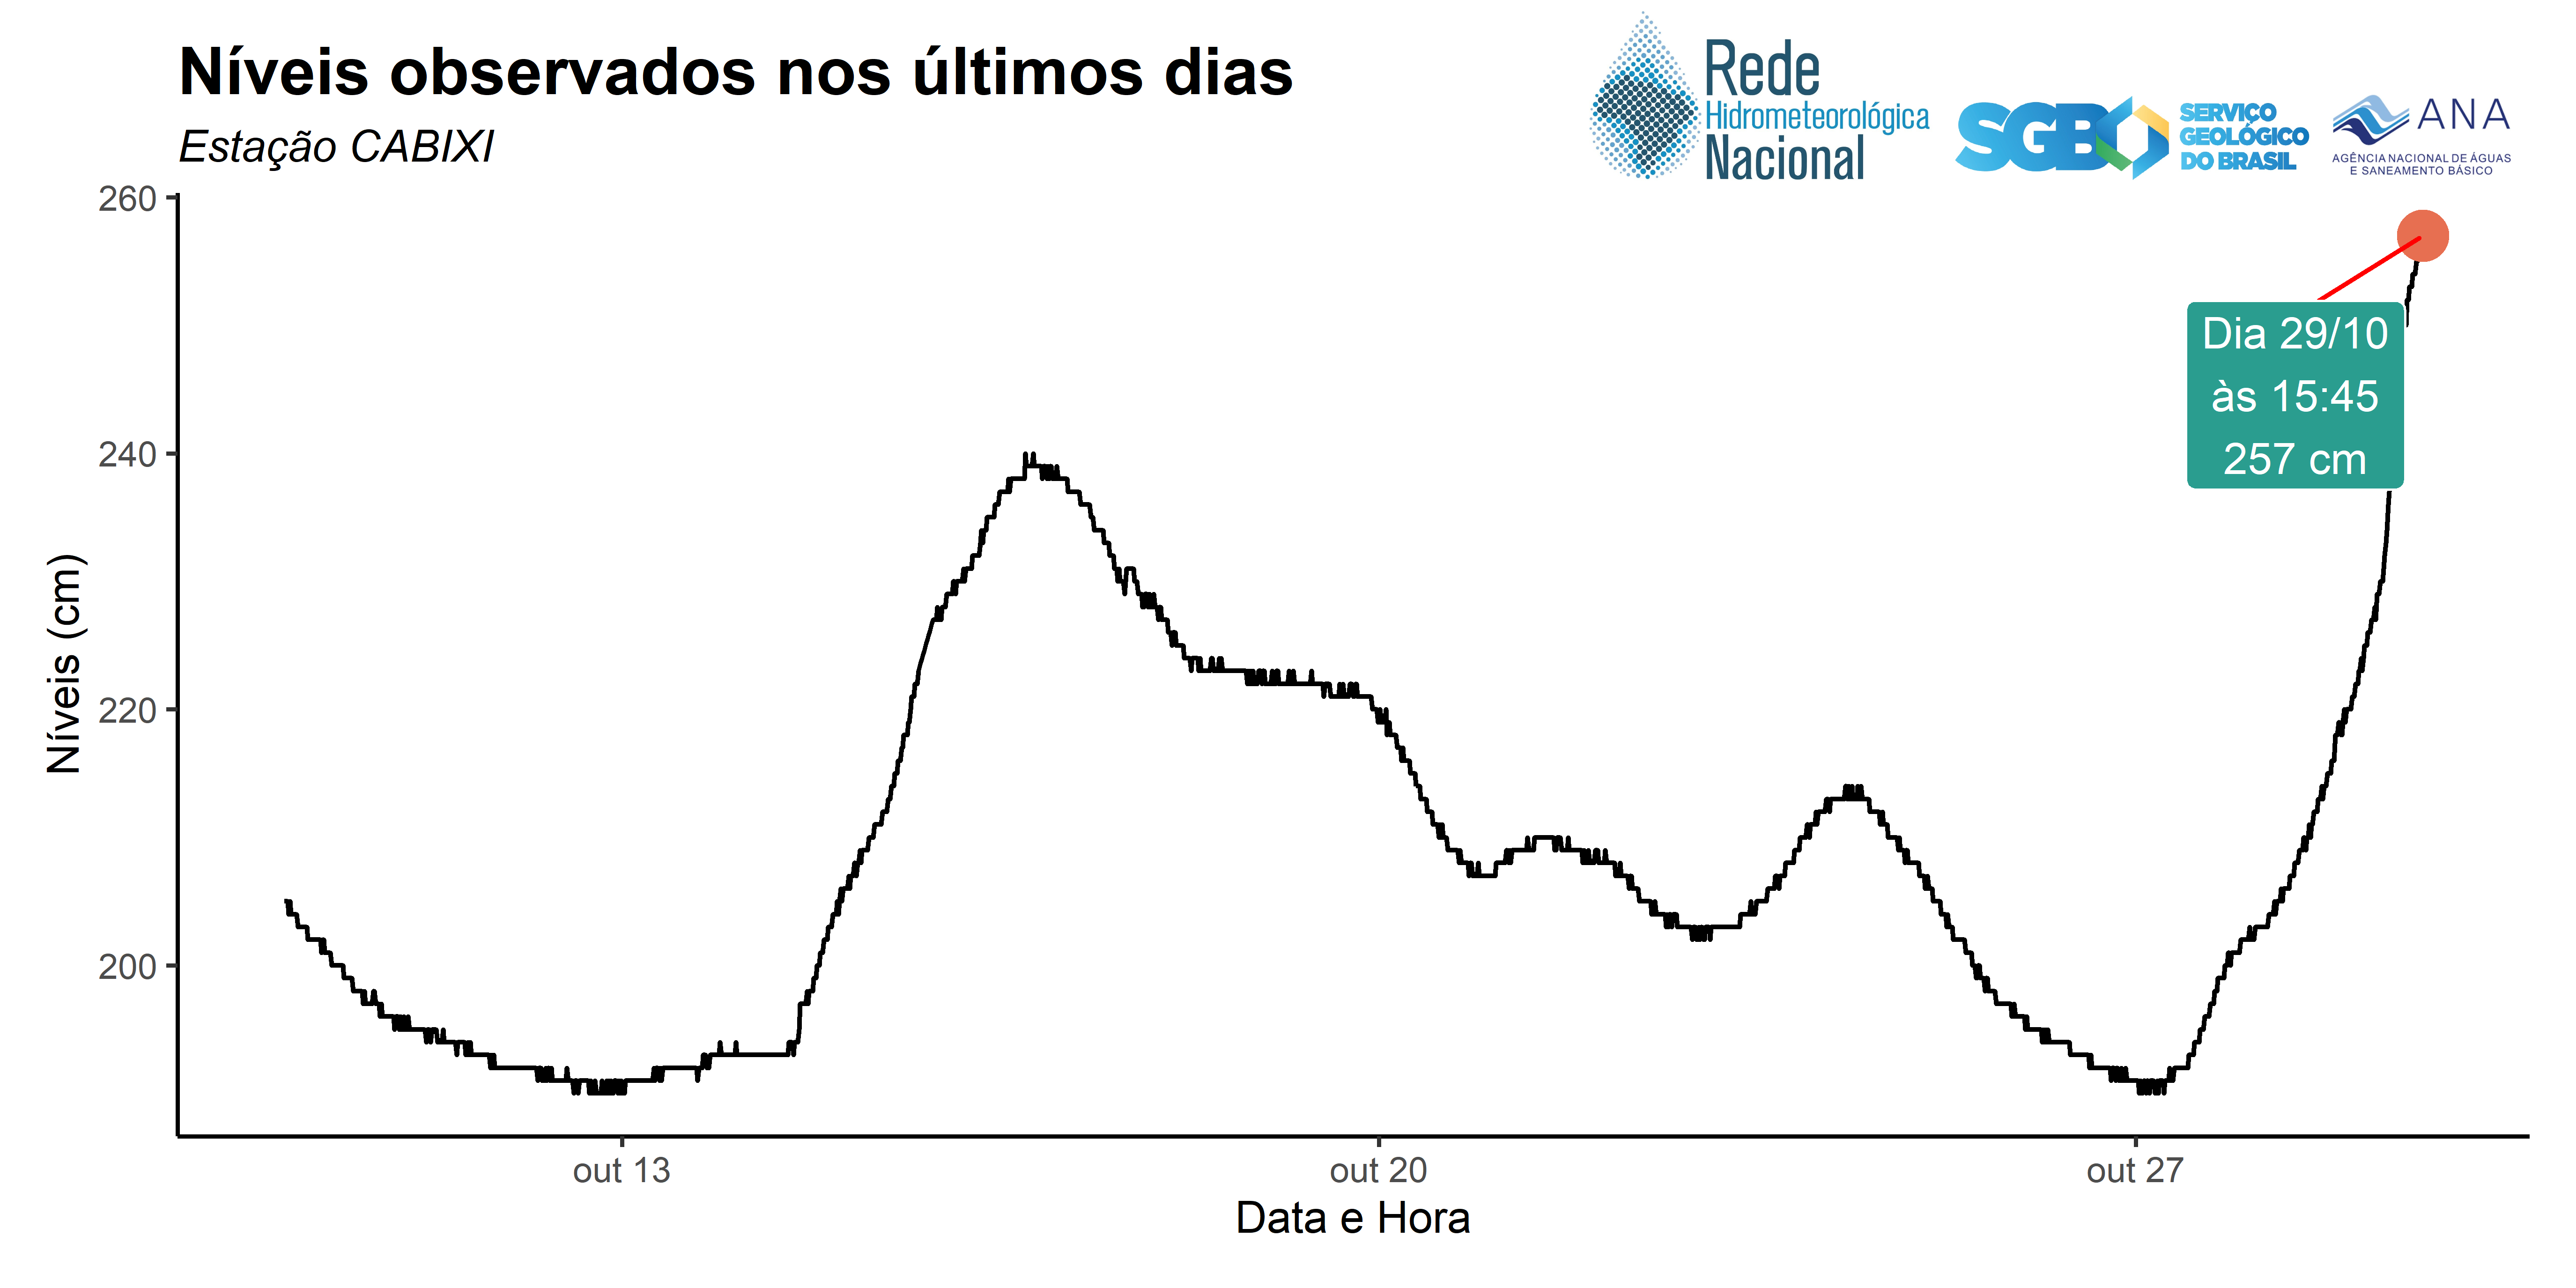 Níveis observados nos últimos dias
Estação CABIXI
Rede
Hidrometeorológica
Nacional
SGB
SERVIÇO
GEOLÓGICO
DO BRASIL
ANA
AGÊNCIA NACIONAL DE ÁGUAS
E SANEAMENTO BÁSICO
260
240
220
200
Níveis (cm)
Dia 29/10
às 15:45
257 cm
out 13
out 20
out 27
Data e Hora